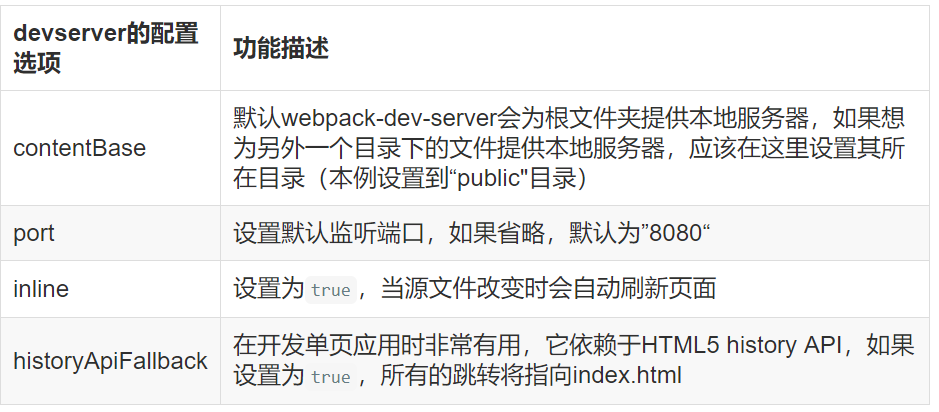 devserver的配置
选项
功能描述
contentBase
默认webpack-dev-server会为根文件夹提供本地服务器，如果想
为另外一个目录下的文件提供本地服务器，应该在这里设置其所
在目录（本例设置到“public"目录）
port
设置默认监听端口，如果省略，默认为”8080“
inline
设置为 true ，当源文件改变时会自动刷新页面
historyApiFallback
在开发单页应用时非常有用，它依赖于HTML5 history API，如果
设置为 true ，所有的跳转将指向index.html